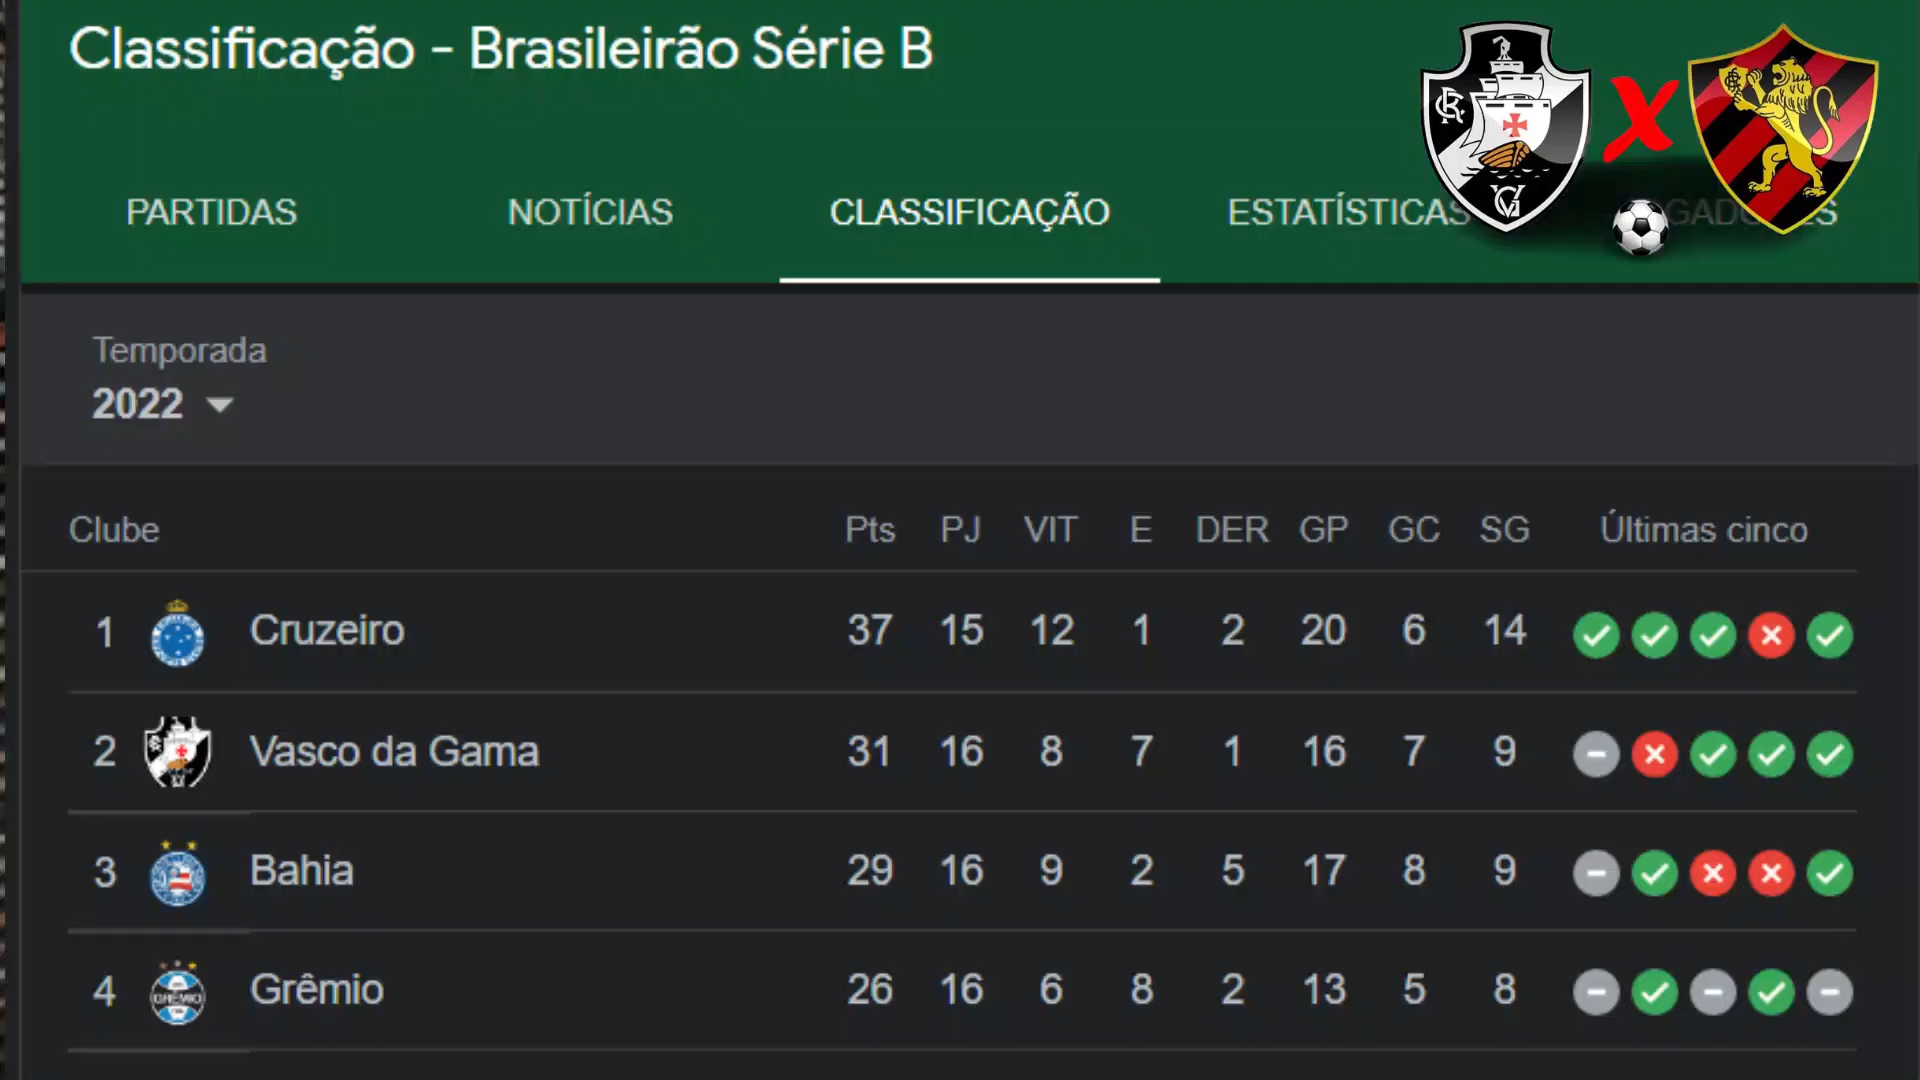 Classificação - Brasileirão Série B
PARTIDAS NOTÍCIAS CLASSIFICAÇÃO ESTATÍSTICAS
Temporada
2022
Clube Pts PJ VIT E DER GP GC SG Últimas cinco
1 Cruzeiro 37 15 12 1 2 20 6 14
2 Vasco da Gama 31 16 8 7 1 16 7 9
3 Bahia 29 16 9 2 5 17 8 9
4 Grêmio 26 16 6 8 2 13 5 8